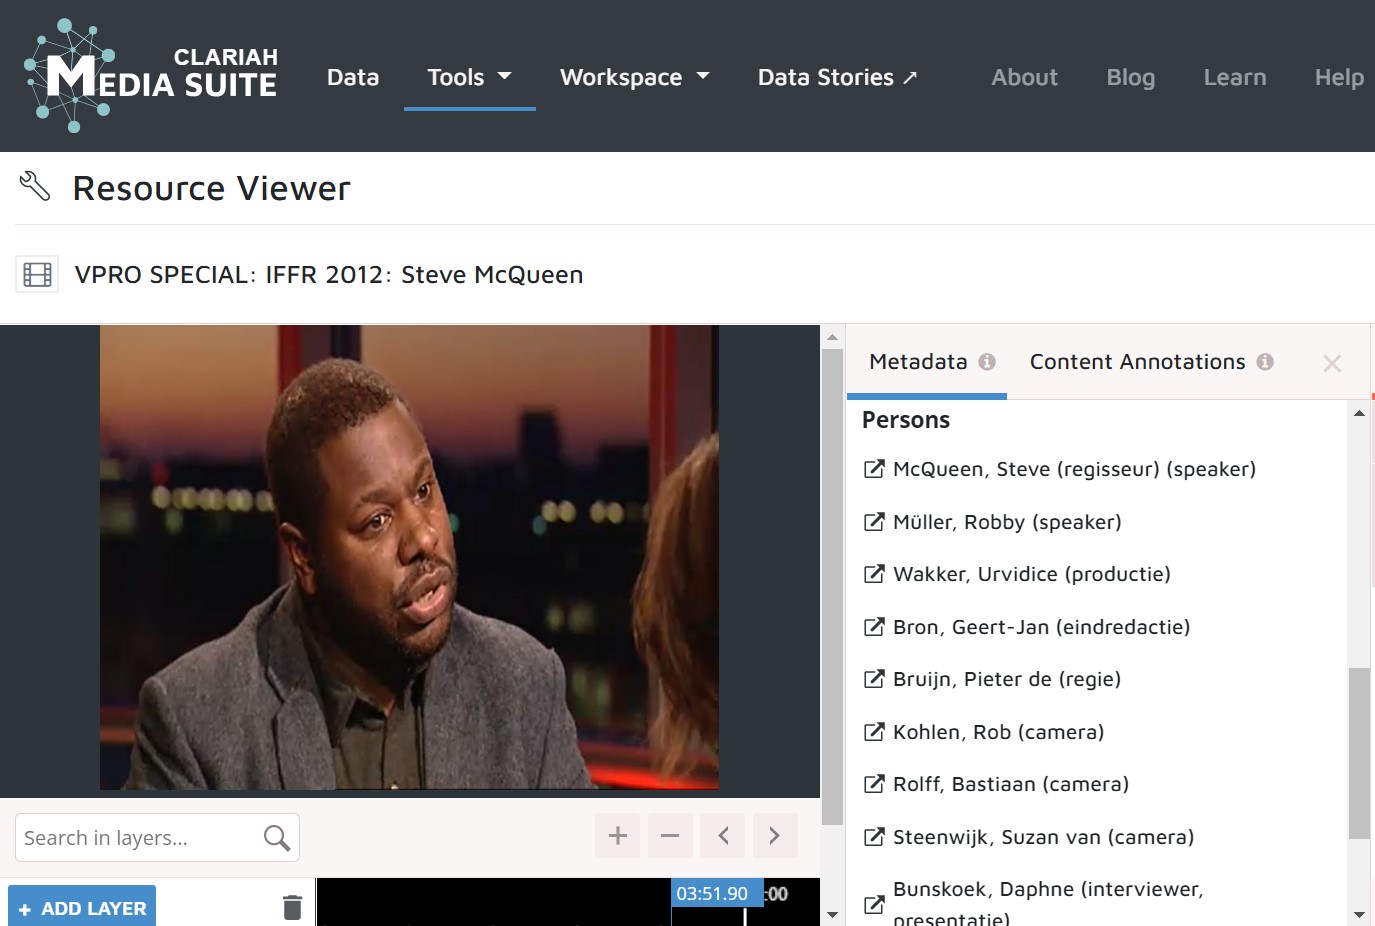 CLARIAH
MEDIA SUITE
Data
Tools
Workspace
Data Stories ↗
About
Blog
Learn
Help
Resource Viewer
VPRO SPECIAL: IFFR 2012: Steve McQueen
Metadata
Content Annotations
Persons
McQueen, Steve (regisseur) (speaker)
Müller, Robby (speaker)
Wakker, Urvidice (productie)
Bron, Geert-Jan (eindredactie)
Bruijn, Pieter de (regie)
Kohlen, Rob (camera)
Rolff, Bastiaan (camera)
Steenwijk, Suzan van (camera)
Bunskoek, Daphne (interviewer,
presentatie)
Search in layers...
+ ADD LAYER
03:51.90
:00